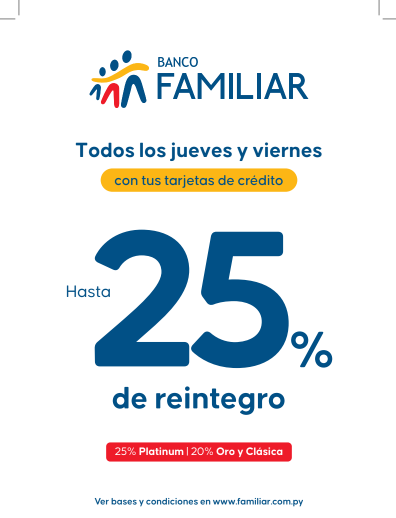 BANCO
FAMILIAR
Todos los jueves y viernes
con tus tarjetas de crédito
Hasta
25%
de reintegro
25% Platinum | 20% Oro y Clásica
Ver bases y condiciones en www.familiar.com.py